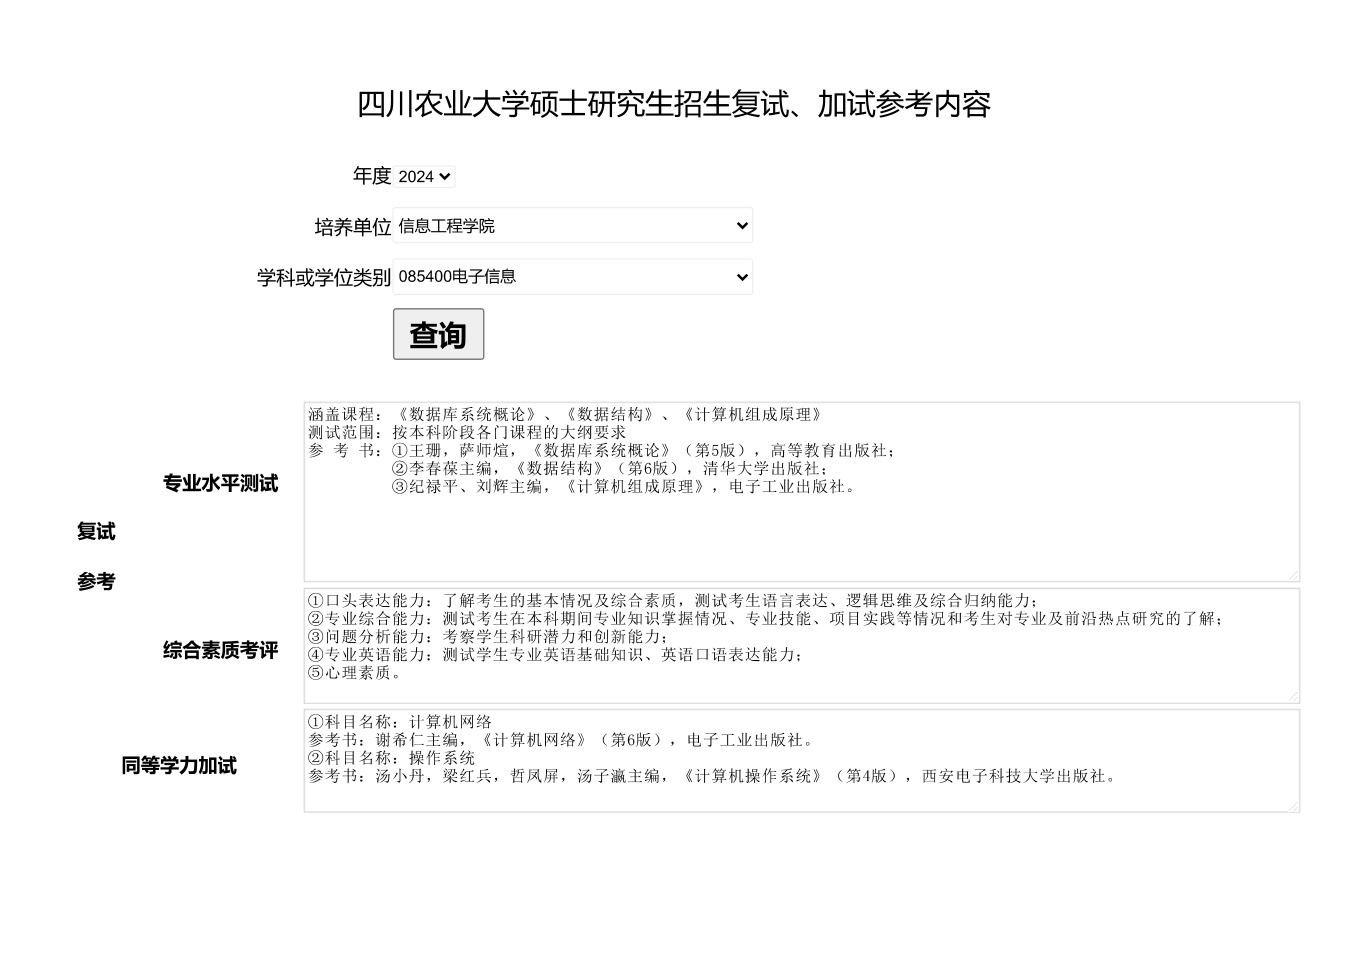 四川农业大学硕士研究生招生复试、加试参考内容
年度 2024
培养单位 信息工程学院
学科或学位类别 085400电子信息
查询
复试
参考
专业水平测试
涵盖课程：《数据库系统概论》、《数据结构》、《计算机组成原理》
测试范围：按本科阶段各门课程的大纲要求
参 考 书：①王珊，萨师煊，《数据库系统概论》（第5版），高等教育出版社；
②李春葆主编，《数据结构》（第6版），清华大学出版社；
③纪禄平、刘辉主编，《计算机组成原理》，电子工业出版社。
综合素质考评
①口头表达能力：了解考生的基本情况及综合素质，测试考生语言表达、逻辑思维及综合归纳能力；
②专业综合能力：测试考生在本科期间专业知识掌握情况、专业技能、项目实践等情况和考生对专业及前沿热点研究的了解；
③问题分析能力：考察学生科研潜力和创新能力；
④专业英语能力：测试学生专业英语基础知识、英语口语表达能力；
⑤心理素质。
同等学力加试
①科目名称：计算机网络
参考书：谢希仁主编，《计算机网络》（第6版），电子工业出版社。
②科目名称：操作系统
参考书：汤小丹，梁红兵，哲凤屏，汤子瀛主编，《计算机操作系统》（第4版），西安电子科技大学出版社。